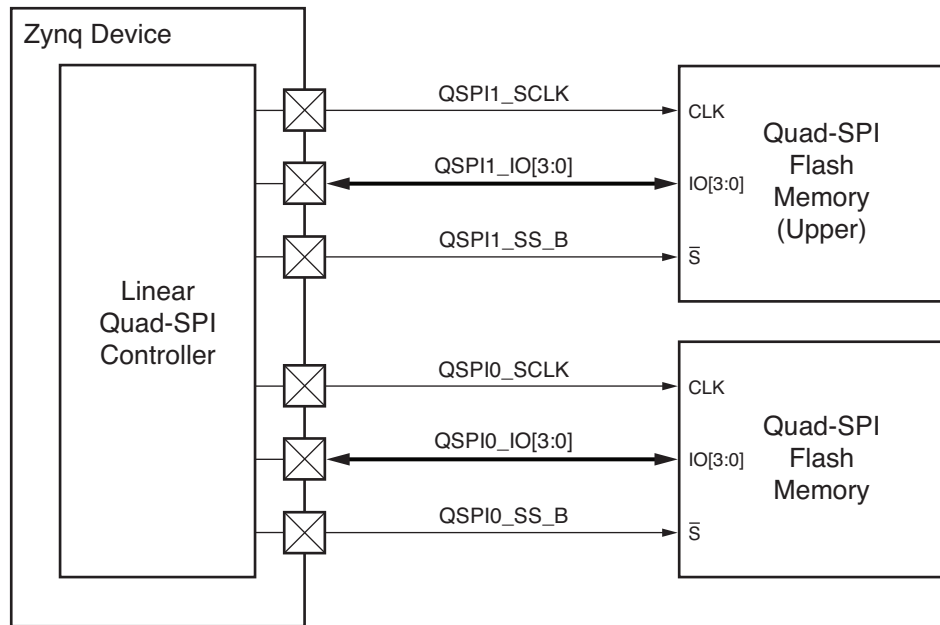 Zynq Device
Linear
Quad-SPI
Controller
QSPI1_SCLK
QSPI1_IO[3:0]
QSPI1_SS_B
CLK
IO[3:0]
S̅
Quad-SPI
Flash
Memory
(Upper)
QSPI0_SCLK
QSPI0_IO[3:0]
QSPI0_SS_B
CLK
IO[3:0]
S̅
Quad-SPI
Flash
Memory